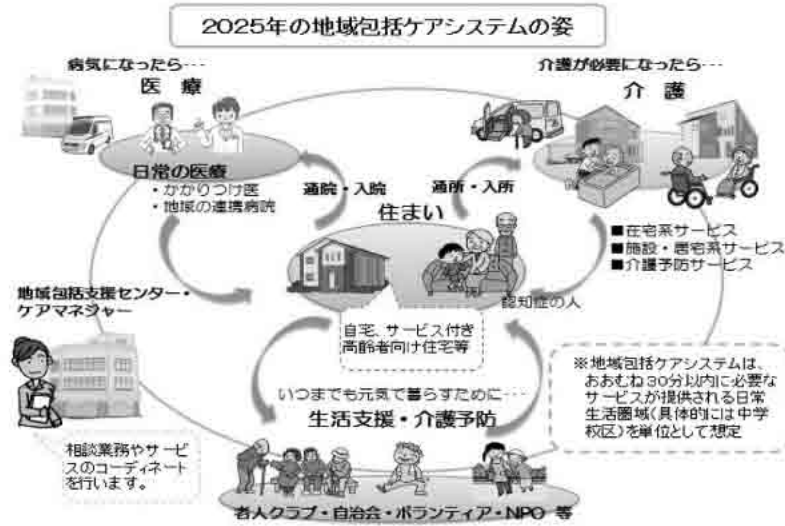 2025年の地域包括ケアシステムの姿
病気になったら･･･
医 療
介護が必要になったら･･･
介 護
日常の医療
・かかりつけ医
・地域の連携病院
通院・入院
通所・入所
住まい
■在宅系サービス
■施設・居宅系サービス
■介護予防サービス
認知症の人
地域包括支援センター・
ケアマネジャー
自宅、サービス付き
高齢者向け住宅等
相談業務やサービ
スのコーディネート
を行います。
いつまでも元気で暮らすために･･･
生活支援・介護予防
※地域包括ケアシステムは、
おおむね30分以内に必要な
サービスが提供される日常
生活圏域(具体的には中学
校区)を単位として想定
老人クラブ・自治会・ボランティア・NPO 等